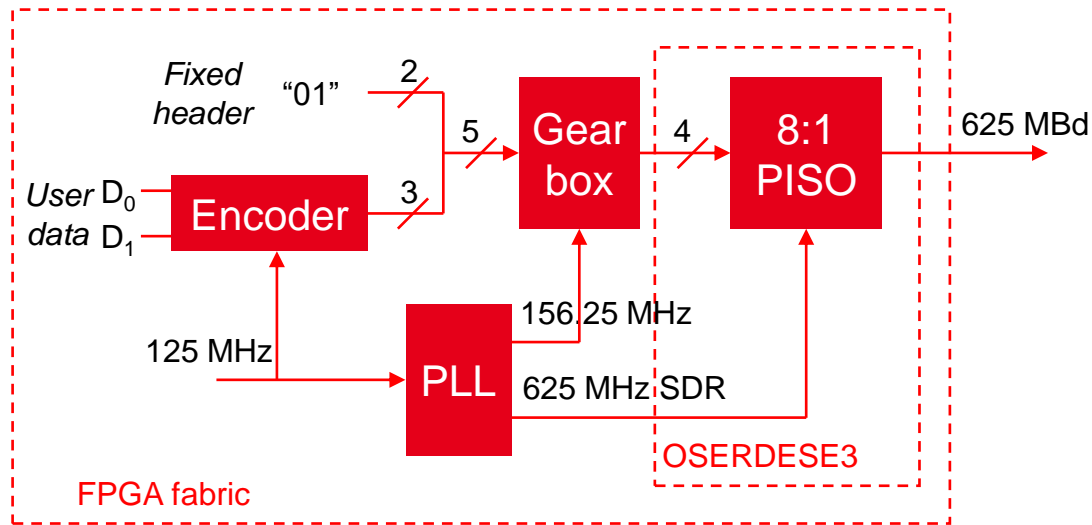 Fixed
header
“01”
2
5
3
User D0
data D1
Encoder
Gear
box
4
8:1
PISO
625 MBd
125 MHz
PLL
156.25 MHz
625 MHz SDR
OSERDESE3
FPGA fabric